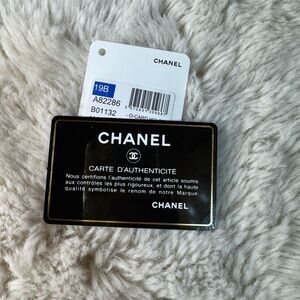 CHANEL
19B
A82286
B01132
CHANEL
CARTE D'AUTHENTICITÉ
Nous certifions l'authenticité de cet article soumis
aux contrôles les plus rigoureux, et dont la haute
qualité symbolise le renom de notre Marque
CHANEL